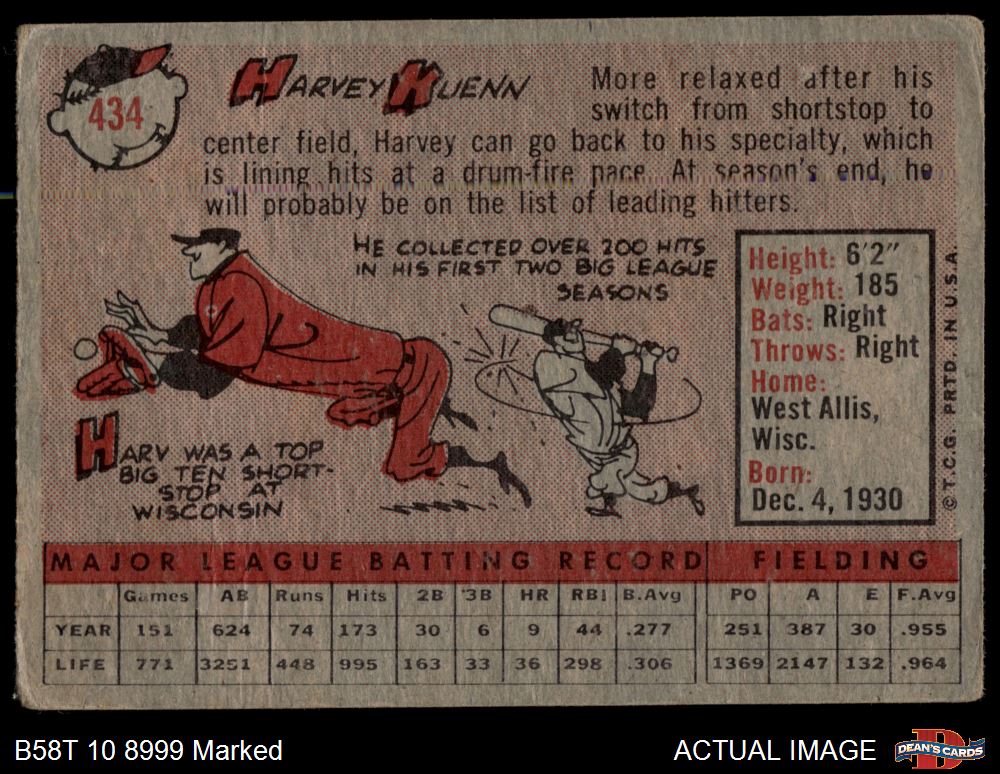 434
HARVEY KUENN
More relaxed after his
switch from shortstop to
center field, Harvey can go back to his specialty, which
is lining hits at a drum-fire pace. At season's end, he
will probably be on the list of leading hitters.
HE COLLECTED OVER 200 HITS
IN HIS FIRST TWO BIG LEAGUE
SEASONS
HARV WAS A TOP
BIG TEN SHORT-
STOP AT
WISCONSIN
Height: 6'2"
Weight: 185
Bats: Right
Throws: Right
Home:
West Allis,
Wisc.
Born:
Dec. 4, 1930
© T.C.G. PRTD. IN U.S.A.
MAJOR LEAGUE BATTING RECORD FIELDING
Games AB Runs Hits 2B 3B HR RBI B.Avg PO A E F.Avg
YEAR 151 624 74 173 30 6 9 44 .277 251 387 30 .955
LIFE 771 3251 448 995 163 33 36 298 .306 1369 2147 132 .964
B58T 10 8999 Marked
ACTUAL IMAGE
D
DEAN'S CARDS